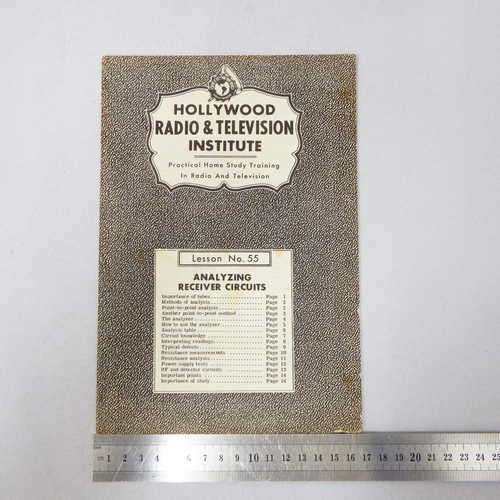 HOLLYWOOD
RADIO & TELEVISION
INSTITUTE
Practical Home Study Training
In Radio And Television
Lesson No. 55
ANALYZING
RECEIVER CIRCUITS
Importance of tubes Page 1
Methods of analysis Page 2
Point-to-point analysis Page 2
Another point-to-point method Page 3
The analyzer Page 4
How to use the analyzer Page 5
Analysis table Page 6
Circuit knowledge Page 7
Interpreting readings Page 8
Typical defects Page 9
Resistance measurements Page 10
Resistance analysis Page 11
Power supply tests Page 12
RF and detector currents Page 13
Important points Page 14
Importance of study Page 14
1 2 3 4 7 8 9 10 11 12 13 14 15 16 17 18 19 20 21 22 23 24 25